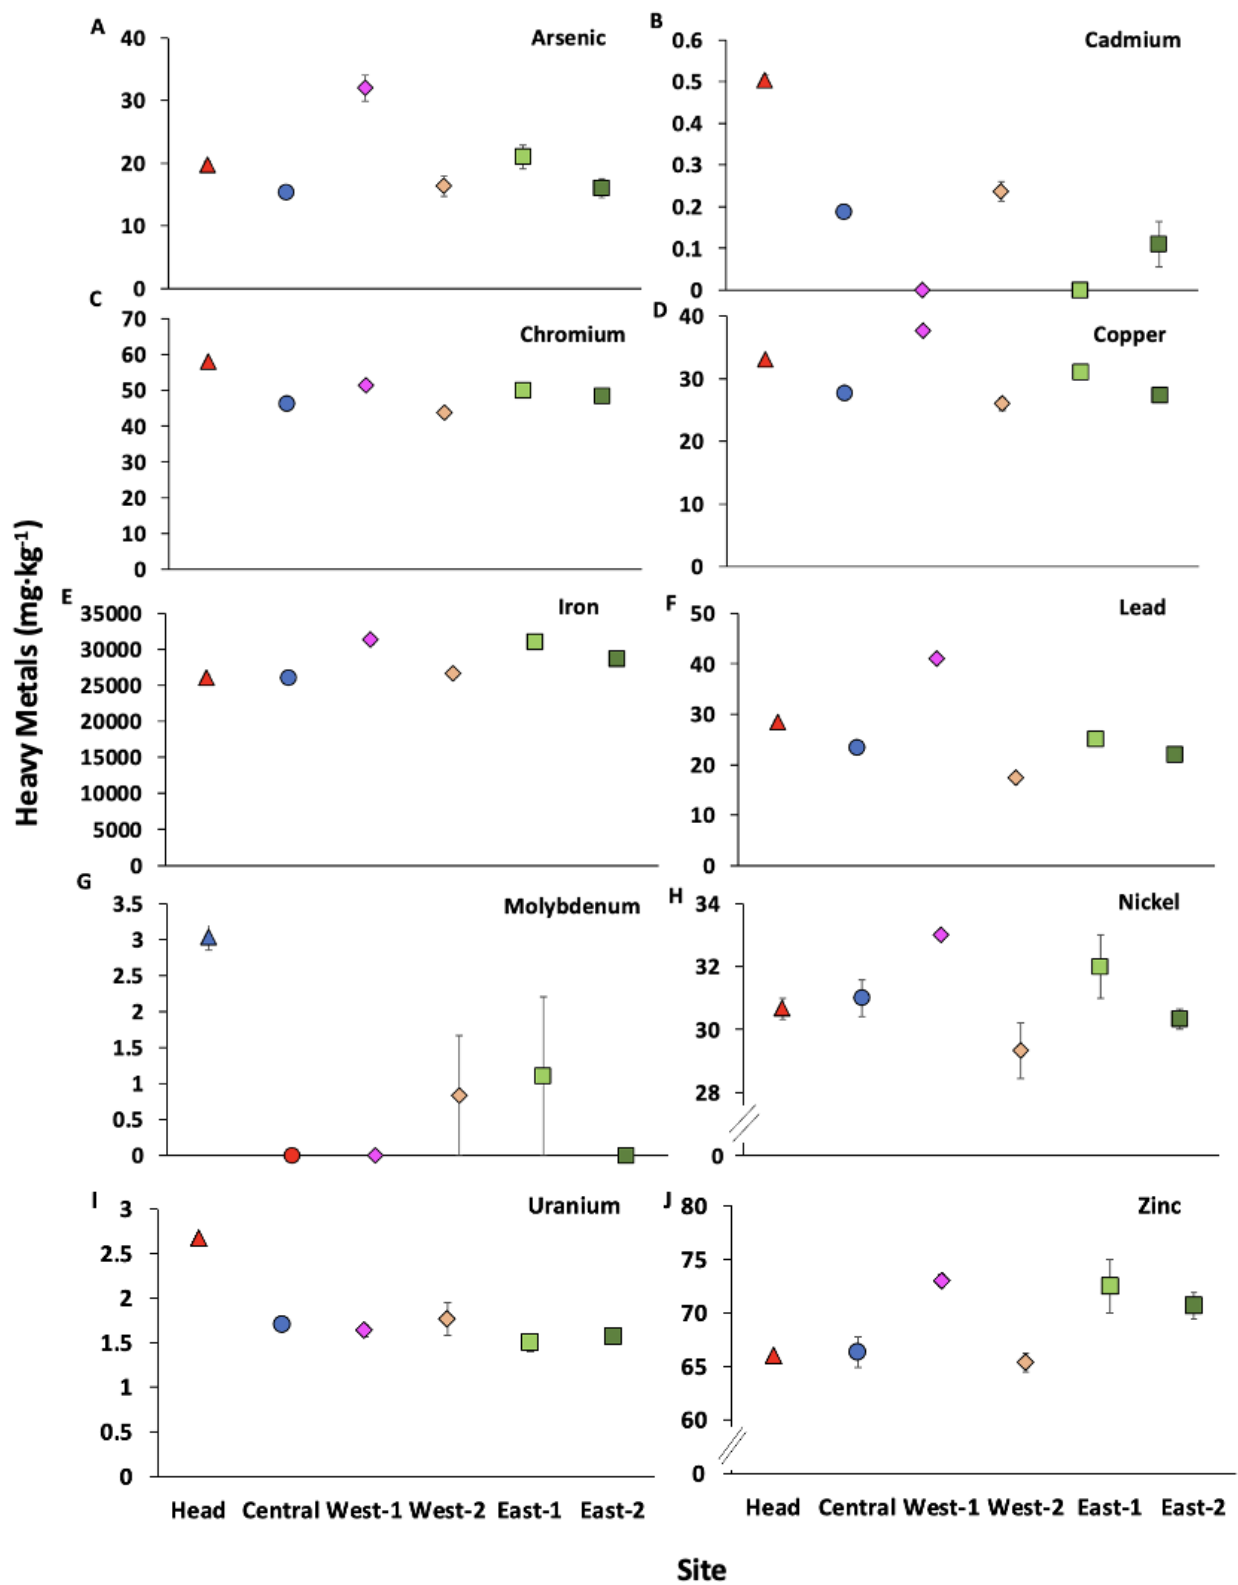 A
Arsenic
40
30
20
10
0
B
Cadmium
0.6
0.5
0.4
0.3
0.2
0.1
0
C
Chromium
70
60
50
40
30
20
10
0
D
Copper
40
30
20
10
0
Heavy Metals (mg·kg⁻¹)
E
Iron
35000
30000
25000
20000
15000
10000
5000
0
F
Lead
50
40
30
20
10
0
G
Molybdenum
3.5
3
2.5
2
1.5
1
0.5
0
H
Nickel
34
32
30
28
0
I
Uranium
3
2.5
2
1.5
1
0.5
0
J
Zinc
80
75
70
65
60
0
Head Central West-1 West-2 East-1 East-2
Head Central West-1 West-2 East-1 East-2
Site